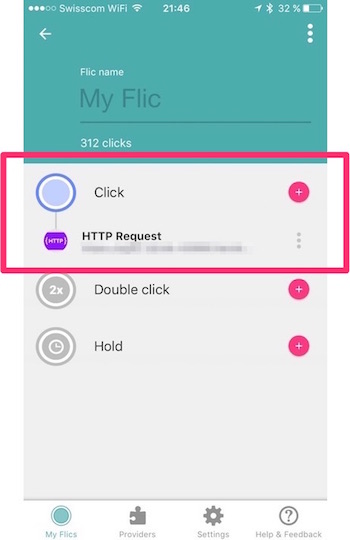 Swisscom WiFi 21:46 32 %
Flic name
My Flic
312 clicks
Click
HTTP HTTP Request
2x Double click
Hold
My Flics Providers Settings Help & Feedback